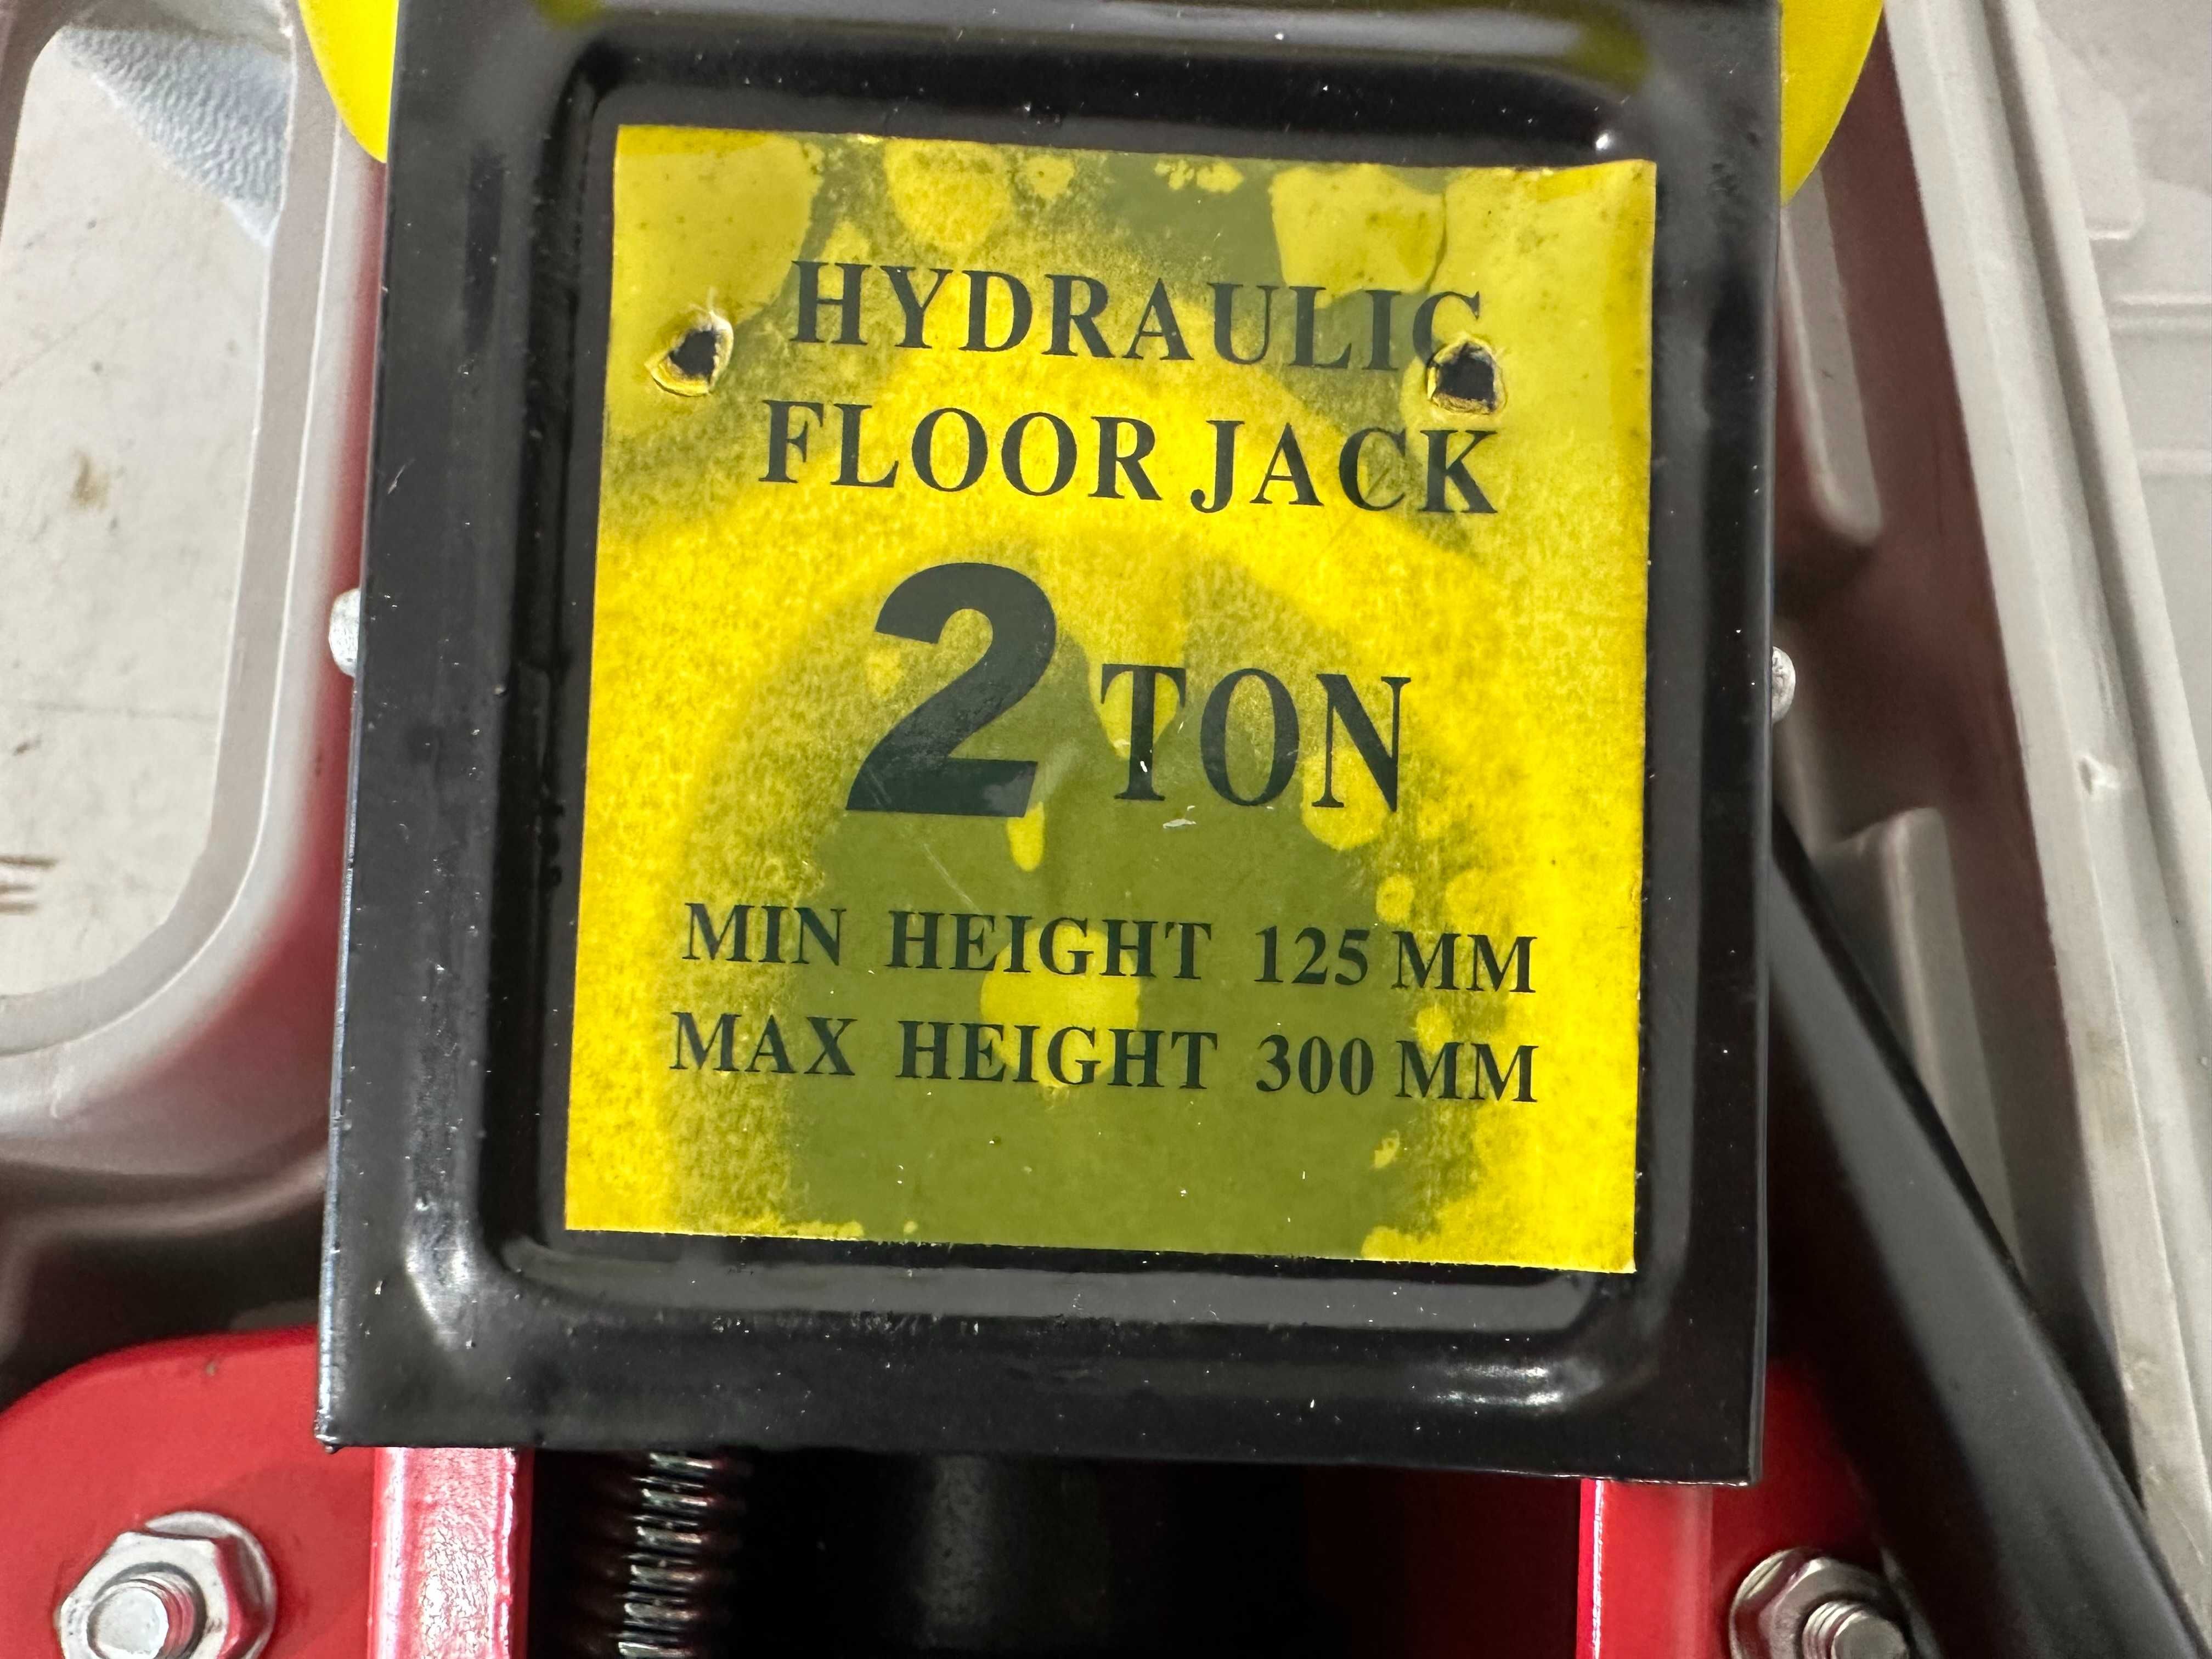 HYDRAULIC
FLOOR JACK
2 TON
MIN HEIGHT 125 MM
MAX HEIGHT 300 MM